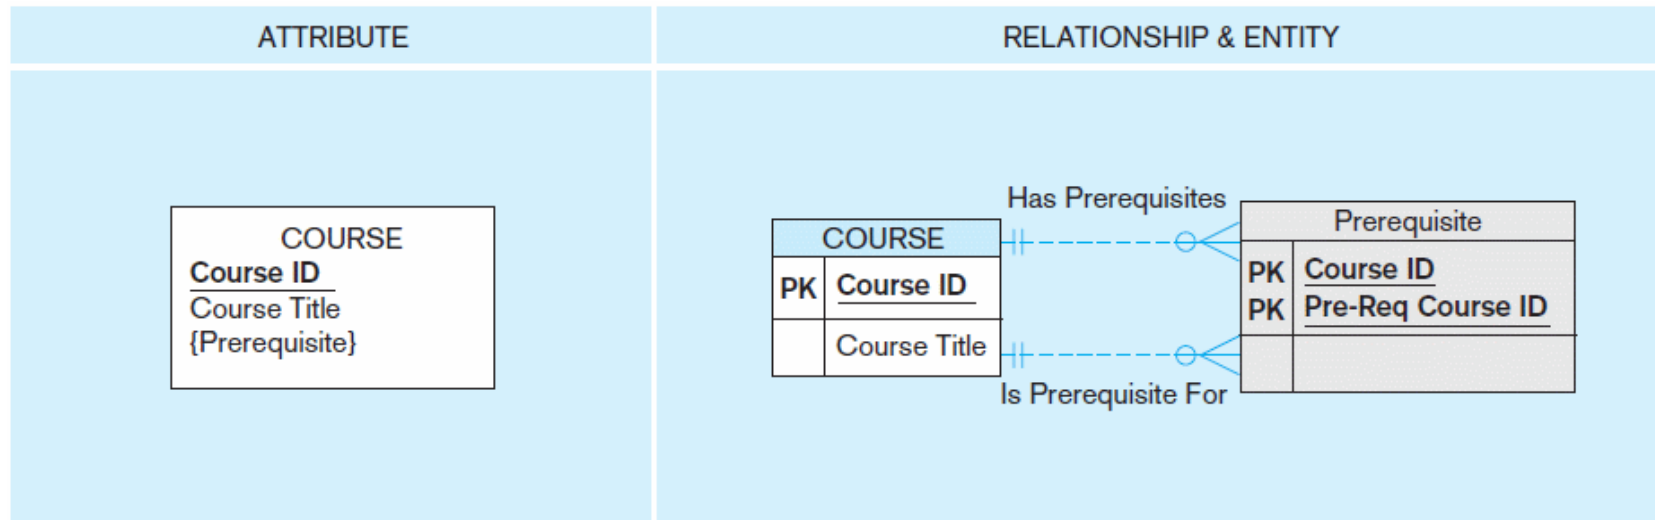 ATTRIBUTE
RELATIONSHIP & ENTITY
COURSE
Course ID
Course Title
{Prerequisite}
Has Prerequisites
COURSE
PK Course ID
Course Title
Is Prerequisite For
Prerequisite
PK Course ID
PK Pre-Req Course ID